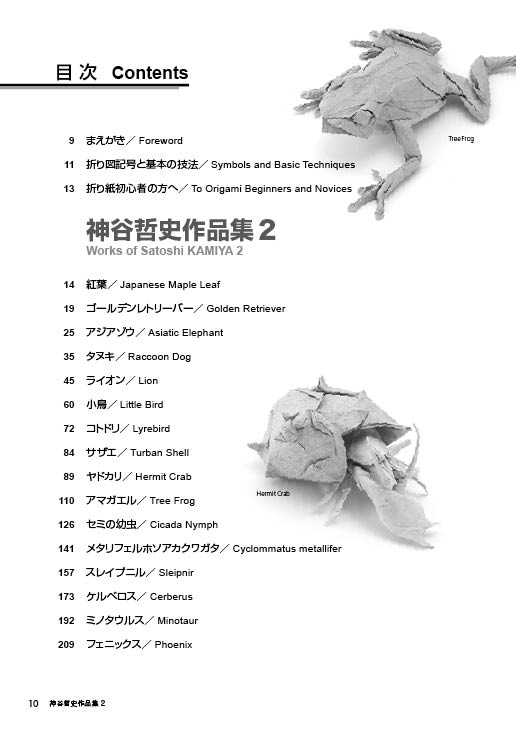 目次 Contents
Tree Frog
9 まえがき／ Foreword
11 折り図記号と基本の技法／ Symbols and Basic Techniques
13 折り紙初心者の方へ／ To Origami Beginners and Novices
神谷哲史作品集 2
Works of Satoshi KAMIYA 2
14 紅葉／ Japanese Maple Leaf
19 ゴールデンレトリーバー／ Golden Retriever
25 アジアゾウ／ Asiatic Elephant
35 タヌキ／ Raccoon Dog
45 ライオン／ Lion
60 小鳥／ Little Bird
72 コトドリ／ Lyrebird
84 サザエ／ Turban Shell
89 ヤドカリ／ Hermit Crab
Hermit Crab
110 アマガエル／ Tree Frog
126 セミの幼虫／ Cicada Nymph
141 メタリフェルホソアカクワガタ／ Cyclommatus metallifer
157 スレイプニル／ Sleipnir
173 ケルベロス／ Cerberus
192 ミノタウルス／ Minotaur
209 フェニックス／ Phoenix
10 神谷哲史作品集 2